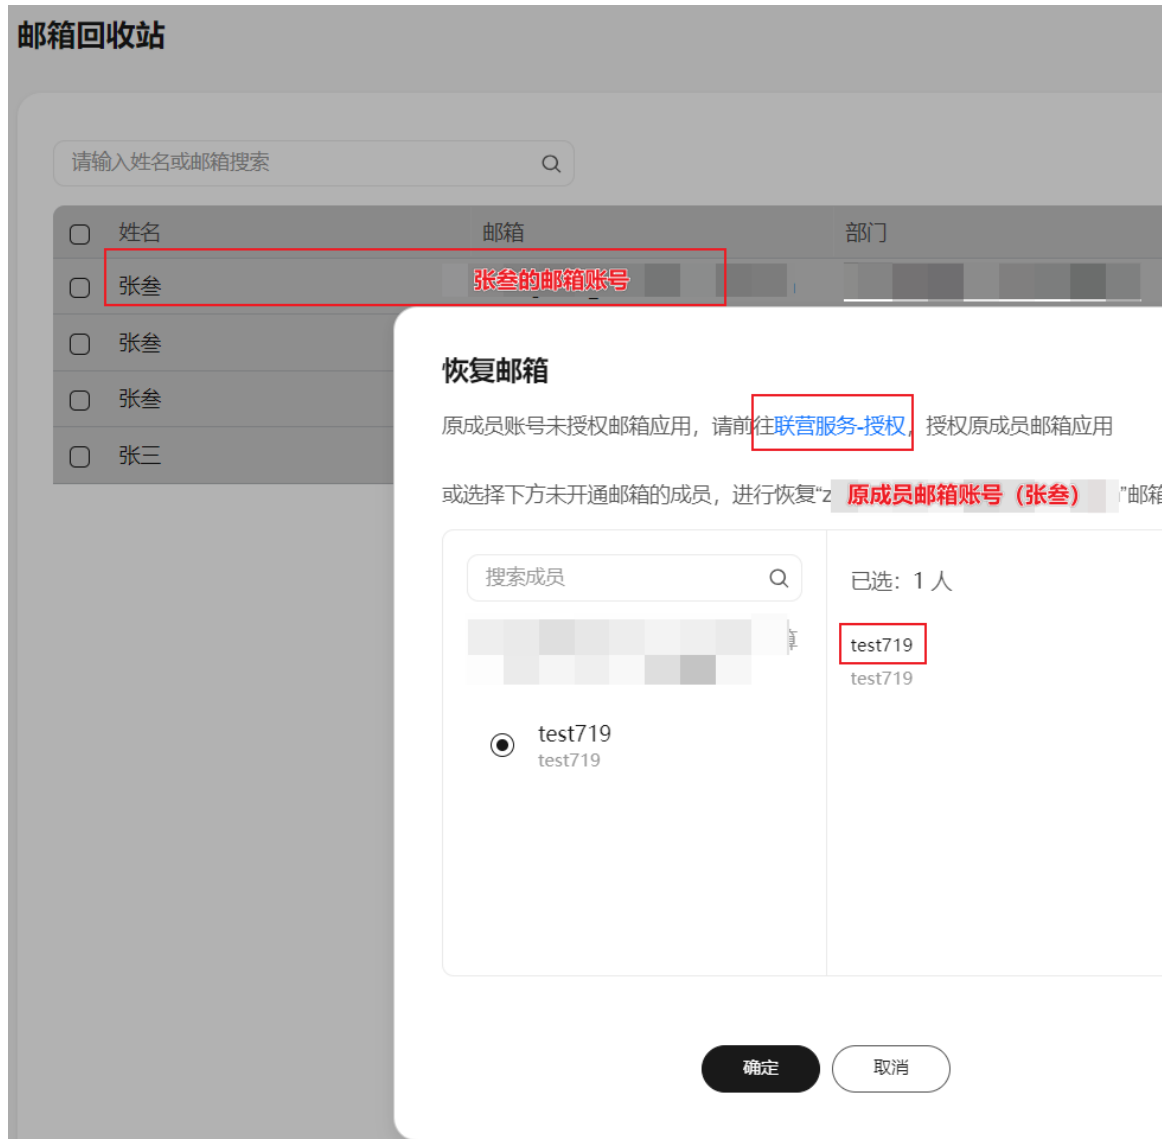 邮箱回收站
请输入姓名或邮箱搜索
姓名 邮箱 部门
张叁 张叁的邮箱账号
张叁
张叁
张三
恢复邮箱
原成员账号未授权邮箱应用，请前往联营服务-授权，授权原成员邮箱应用
或选择下方未开通邮箱的成员，进行恢复“z 原成员邮箱账号（张叁） ”邮箱
搜索成员
已选：1 人
test719
test719
test719
test719
确定 取消